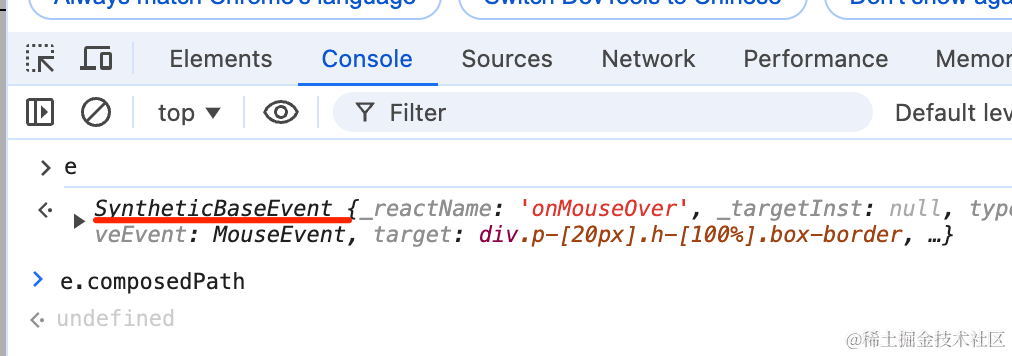 Always match Chrome's language Switch DevTools to Chinese Don't show aga
Elements Console Sources Network Performance Memor
top Filter Default lev
e
SyntheticBaseEvent {_reactName: 'onMouseOver', _targetInst: null, type
veEvent: MouseEvent, target: div.p-[20px].h-[100%].box-border, …}
e.composedPath
undefined
@稀土掘金技术社区